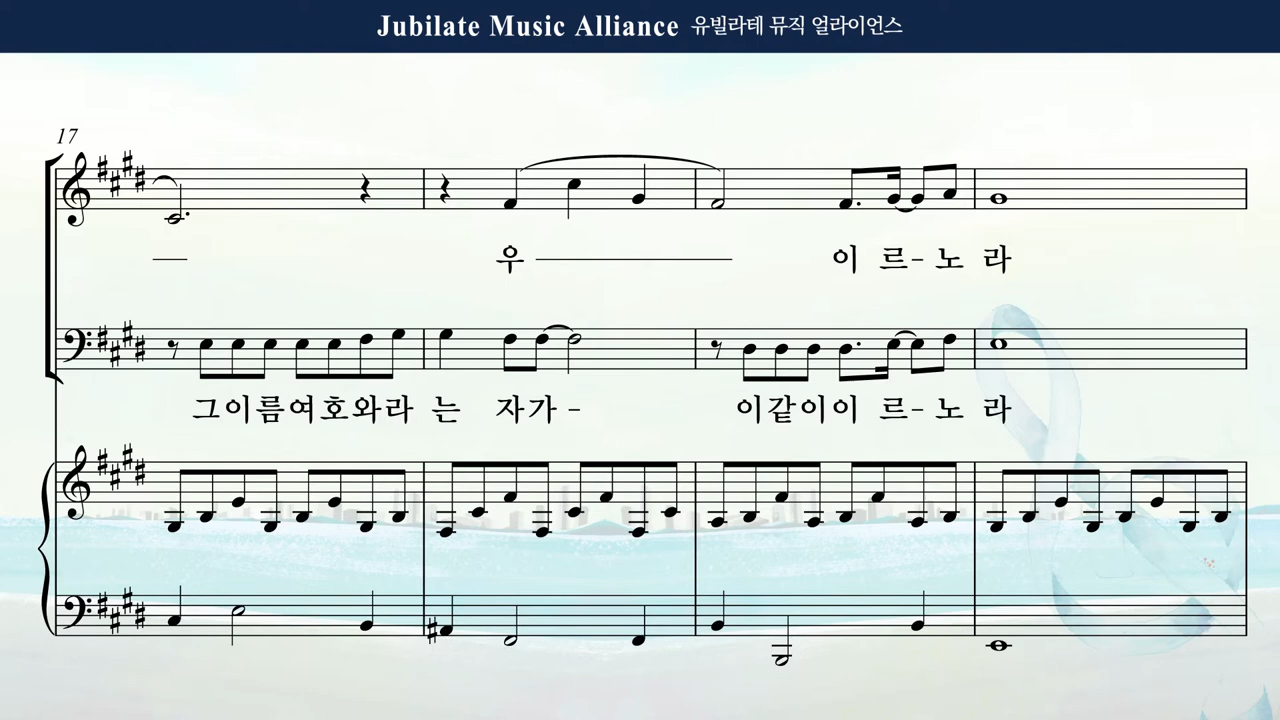 Jubilate Music Alliance 유빌라테 뮤직 얼라이언스
17
우 이 르- 노 라
그이름여호와라 는 자가- 이같이이 르- 노 라